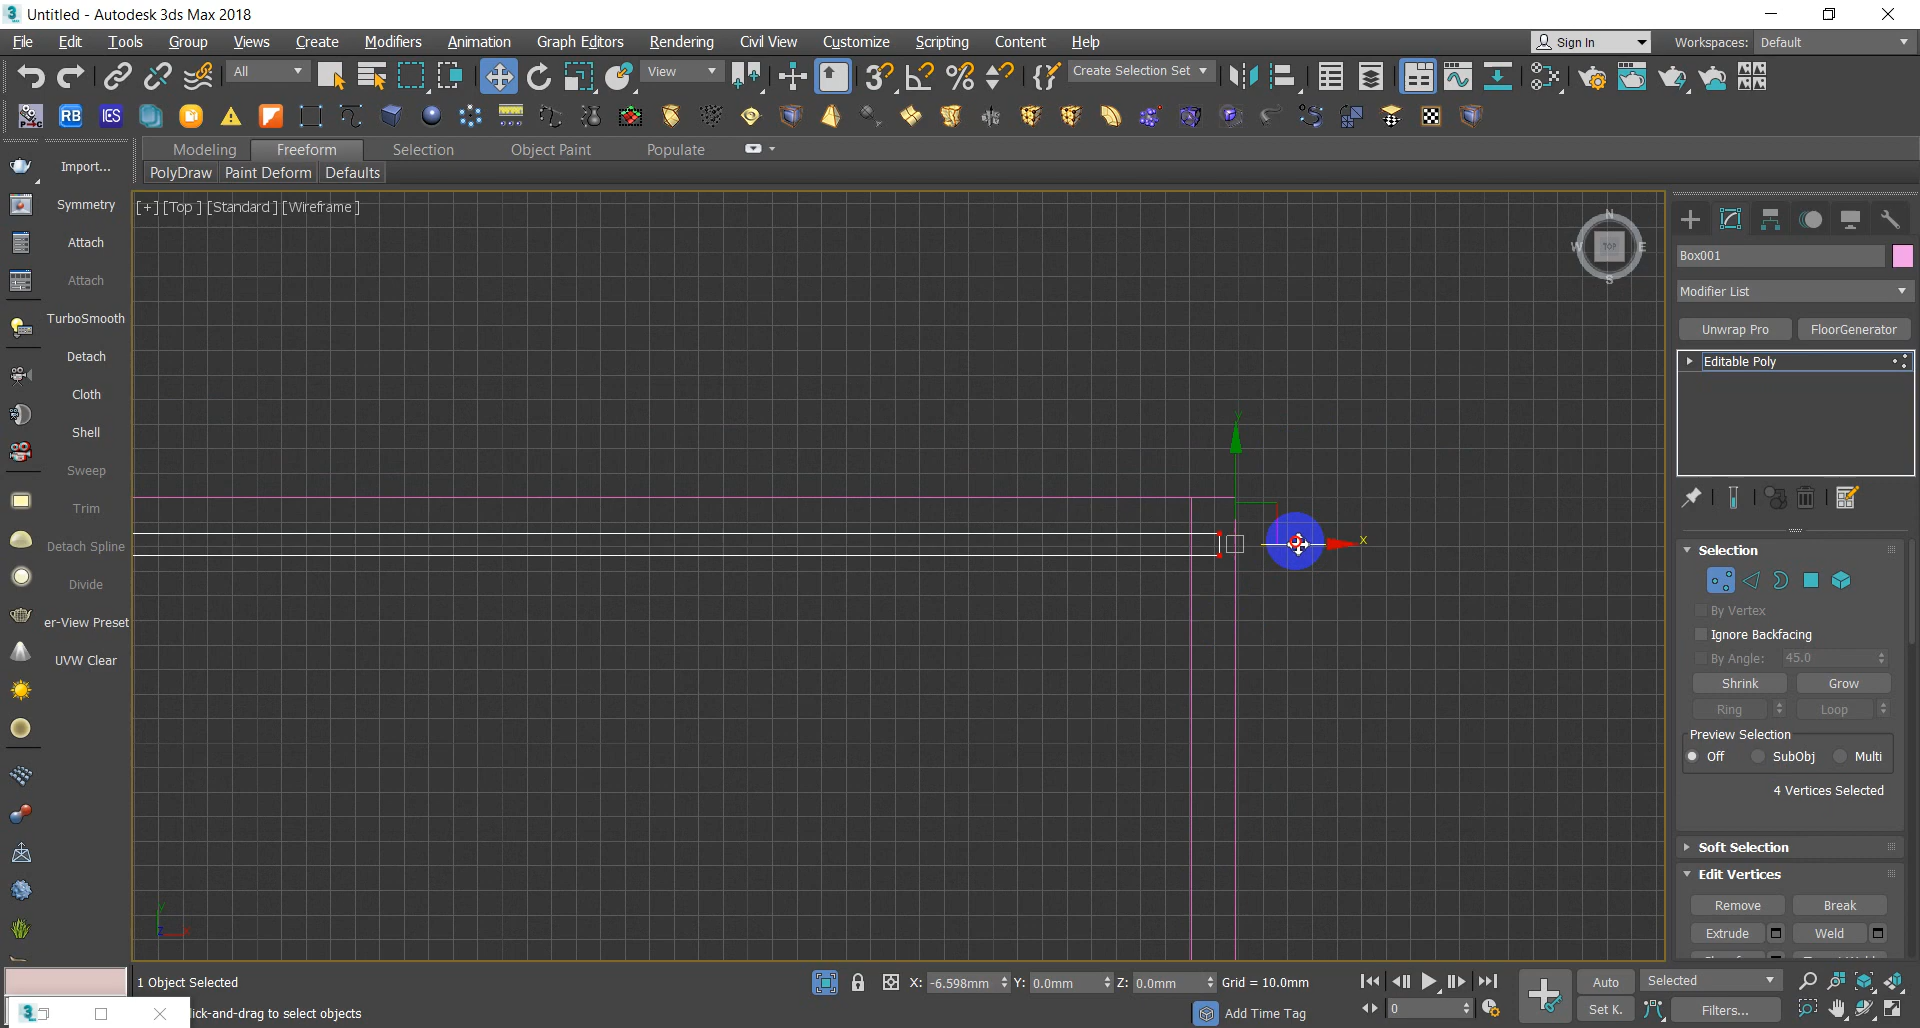 Untitled - Autodesk 3ds Max 2018
File Edit Tools Group Views Create Modifiers Animation Graph Editors Rendering Civil View Customize Scripting Content Help
Sign In Workspaces: Default
All View Create Selection Set
RB IES
Modeling Freeform Selection Object Paint Populate
PolyDraw Paint Deform Defaults
Import...
Symmetry
Attach
Attach
TurboSmooth
Detach
Cloth
Shell
Sweep
Trim
Detach Spline
Divide
er-View Preset
UVW Clear
[+] [Top ] [Standard ] [Wireframe ]
N
W TOP E
S
y
x
Box001
Modifier List
Unwrap Pro FloorGenerator
Editable Poly
Selection
By Vertex
Ignore Backfacing
By Angle: 45.0
Shrink Grow
Ring Loop
Preview Selection
Off SubObj Multi
4 Vertices Selected
Soft Selection
Edit Vertices
Remove Break
Extrude Weld
1 Object Selected
X: -6.598mm Y: 0.0mm Z: 0.0mm Grid = 10.0mm
Auto Selected
lick-and-drag to select objects
Add Time Tag
0
Set K. Filters...